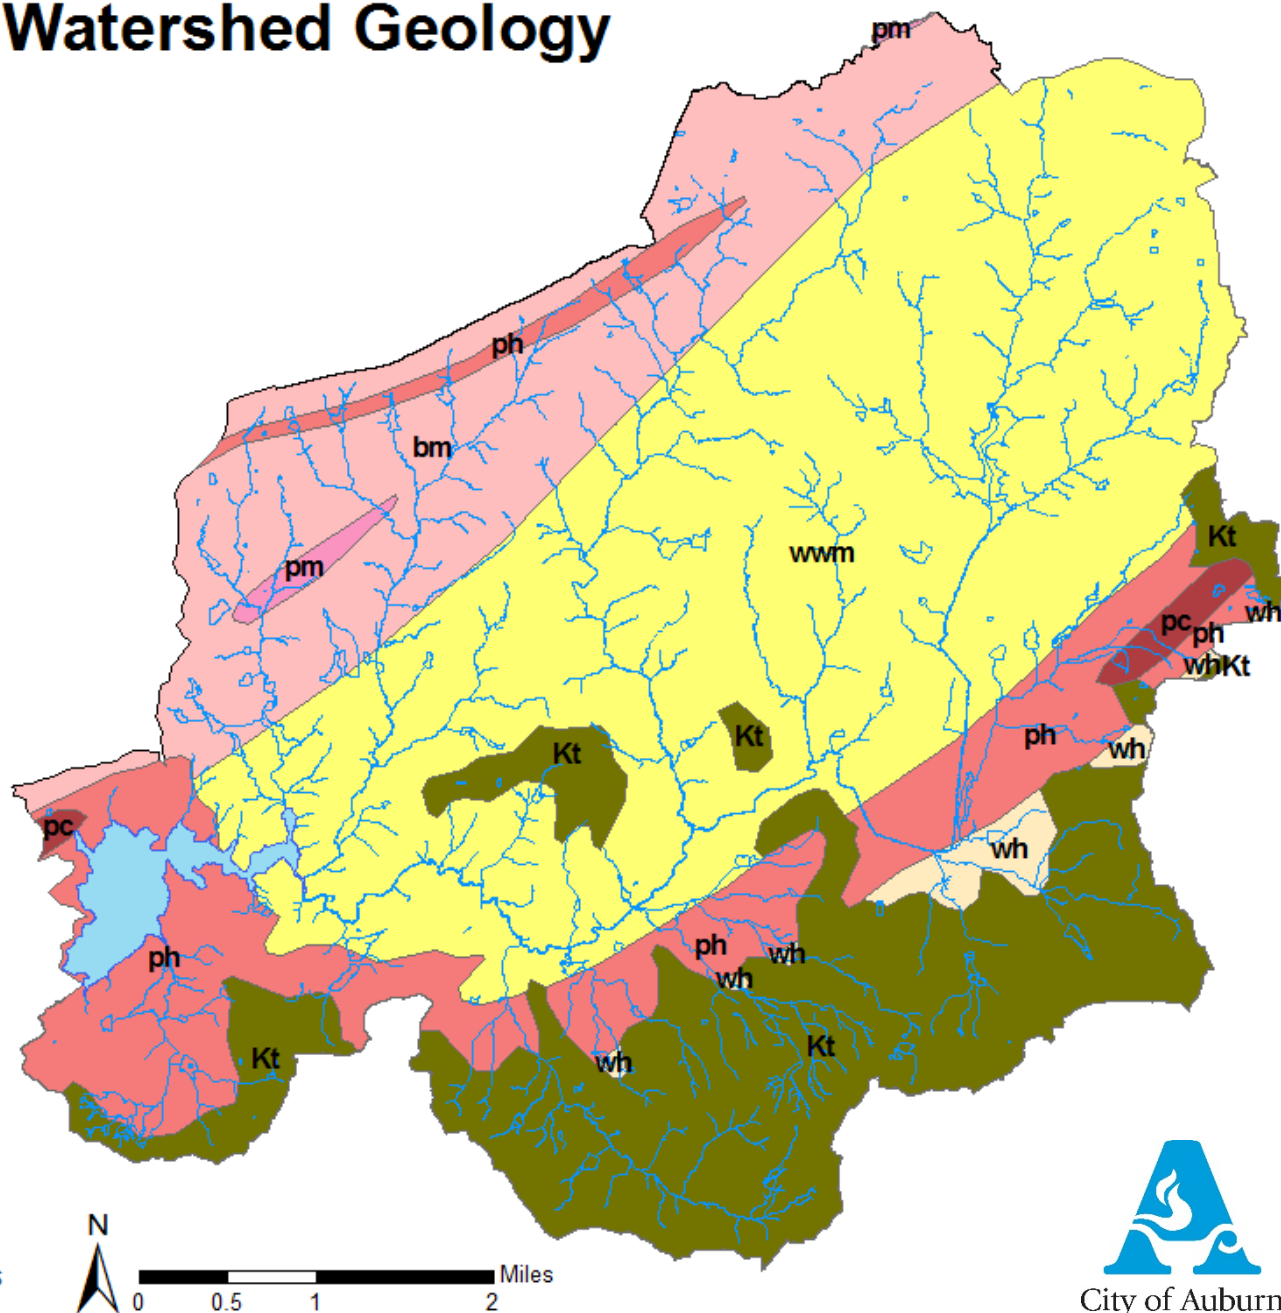 Watershed Geology
pm
ph
bm
pm
wwm
Kt
wh
pc
ph
whKt
ph
wh
Kt
Kt
pc
wh
ph
ph
wh
wh
Kt
Kt
wh
N
Miles
0 0.5 1 2
City of Auburn